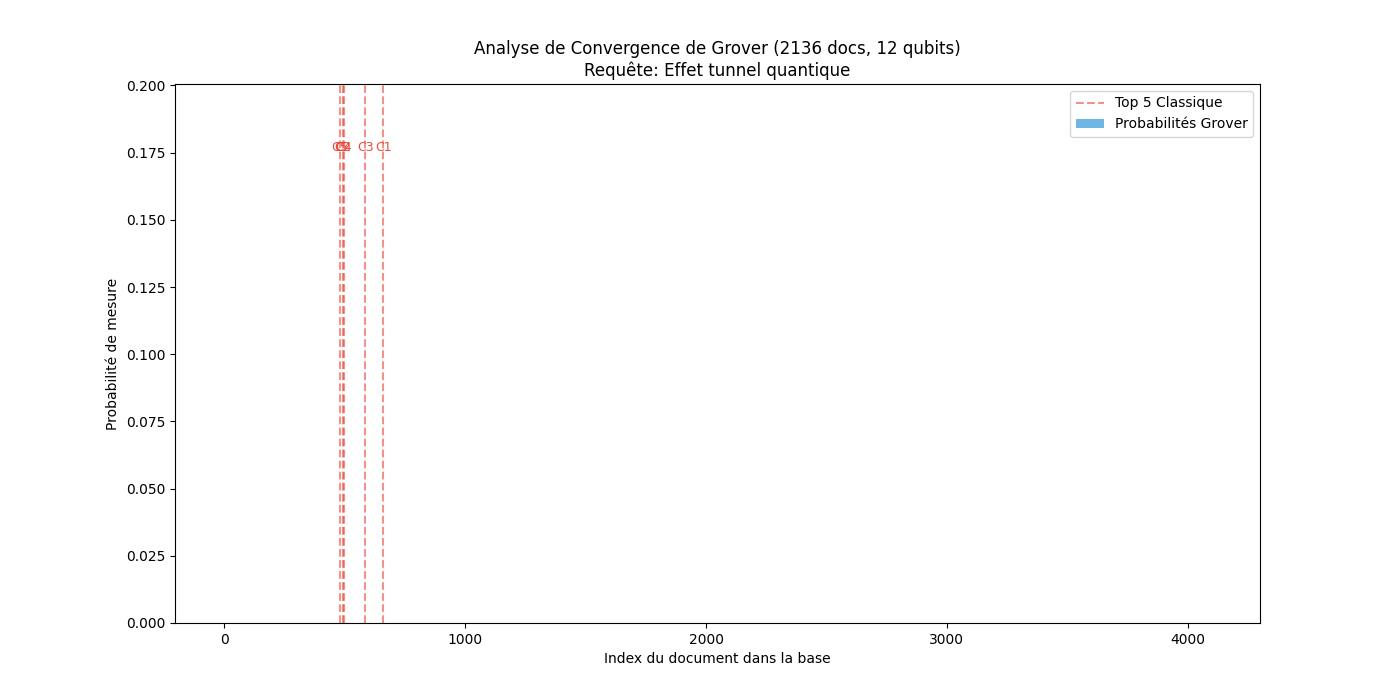 Analyse de Convergence de Grover (2136 docs, 12 qubits)
Requête: Effet tunnel quantique
Top 5 Classique
Probabilités Grover
0.200
0.175
0.150
0.125
0.100
0.075
0.050
0.025
0.000
Probabilité de mesure
C3
C1
0
1000
2000
3000
4000
Index du document dans la base